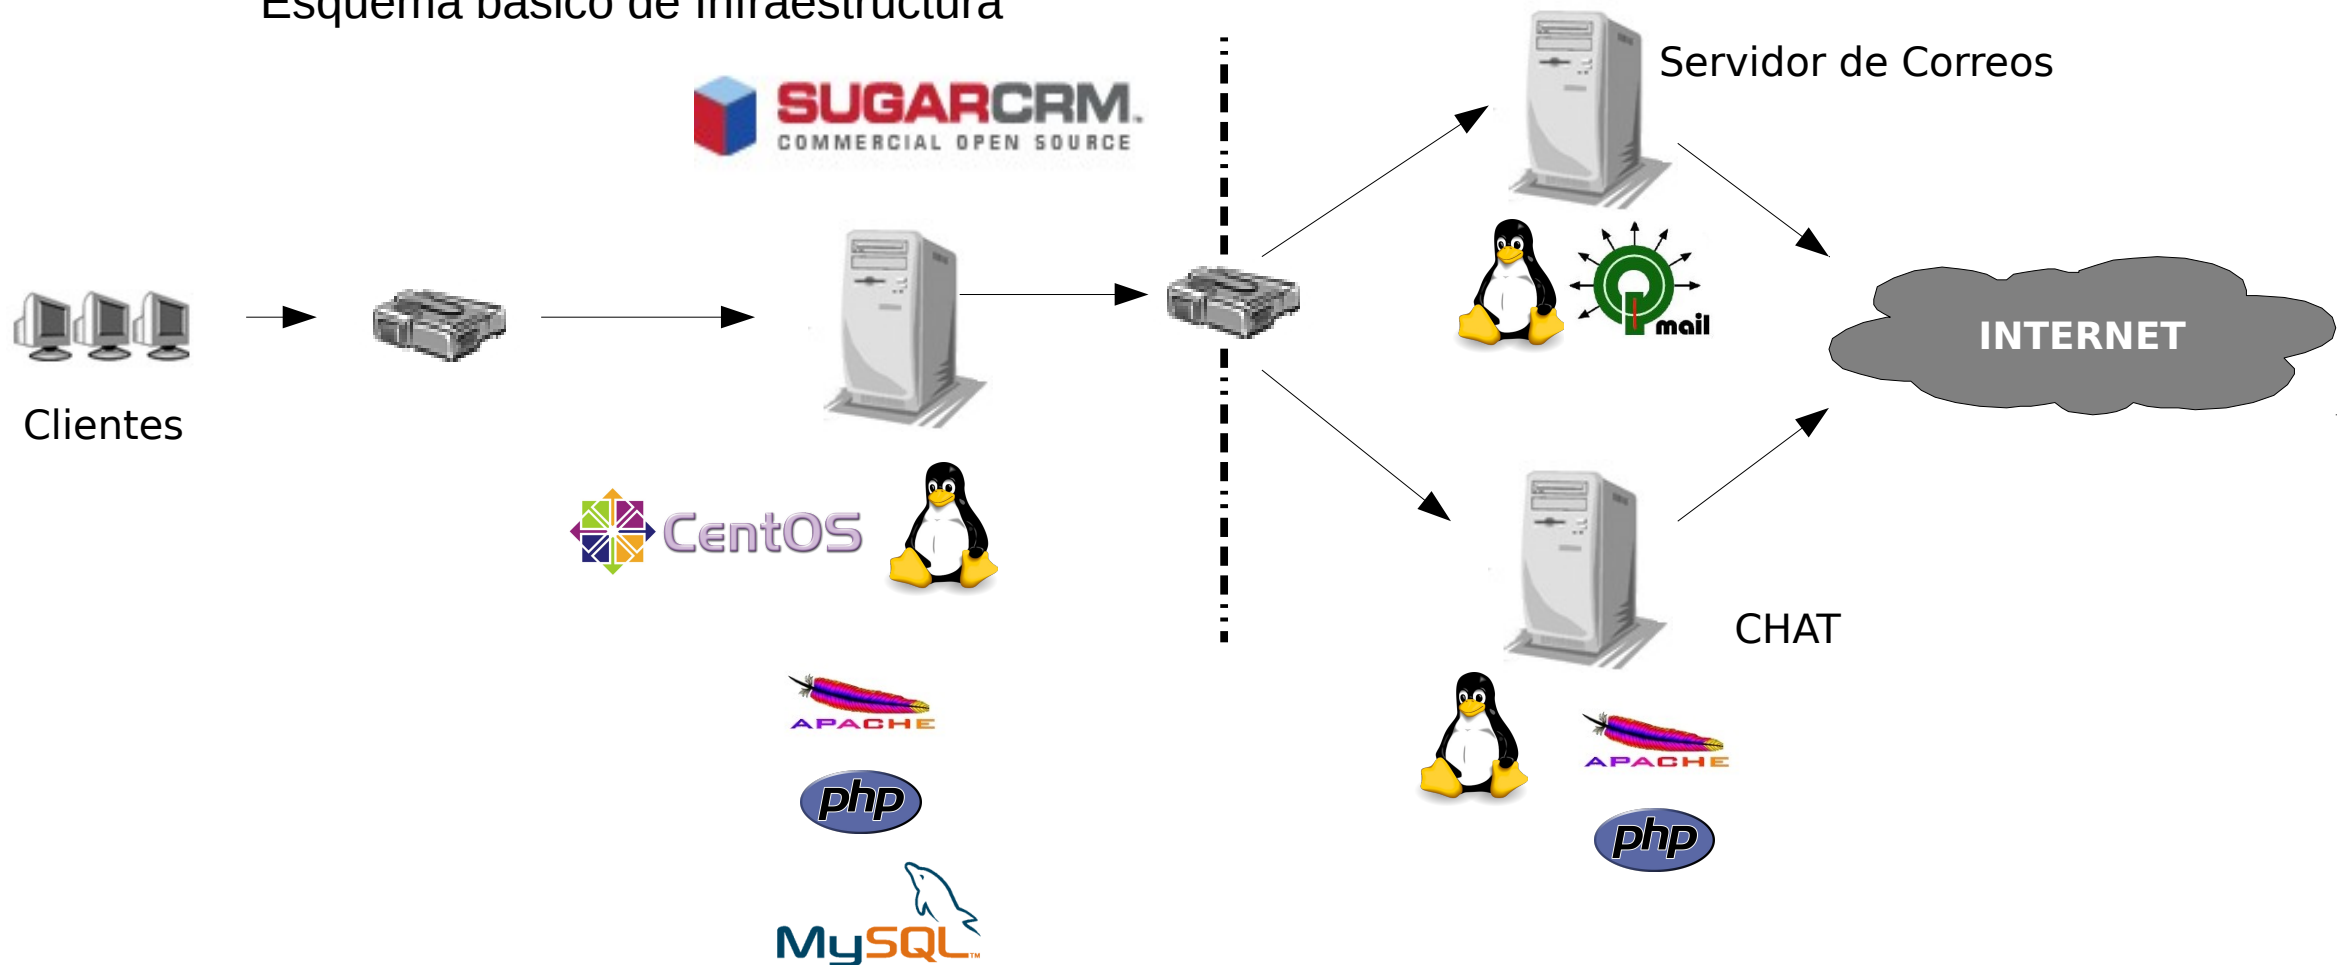 Esquema básico de Infraestructura
SUGARCRM.
COMMERCIAL OPEN SOURCE
Servidor de Correos
mail
INTERNET
Clientes
CentOS
CHAT
APACHE
php
MySQL™
APACHE
php